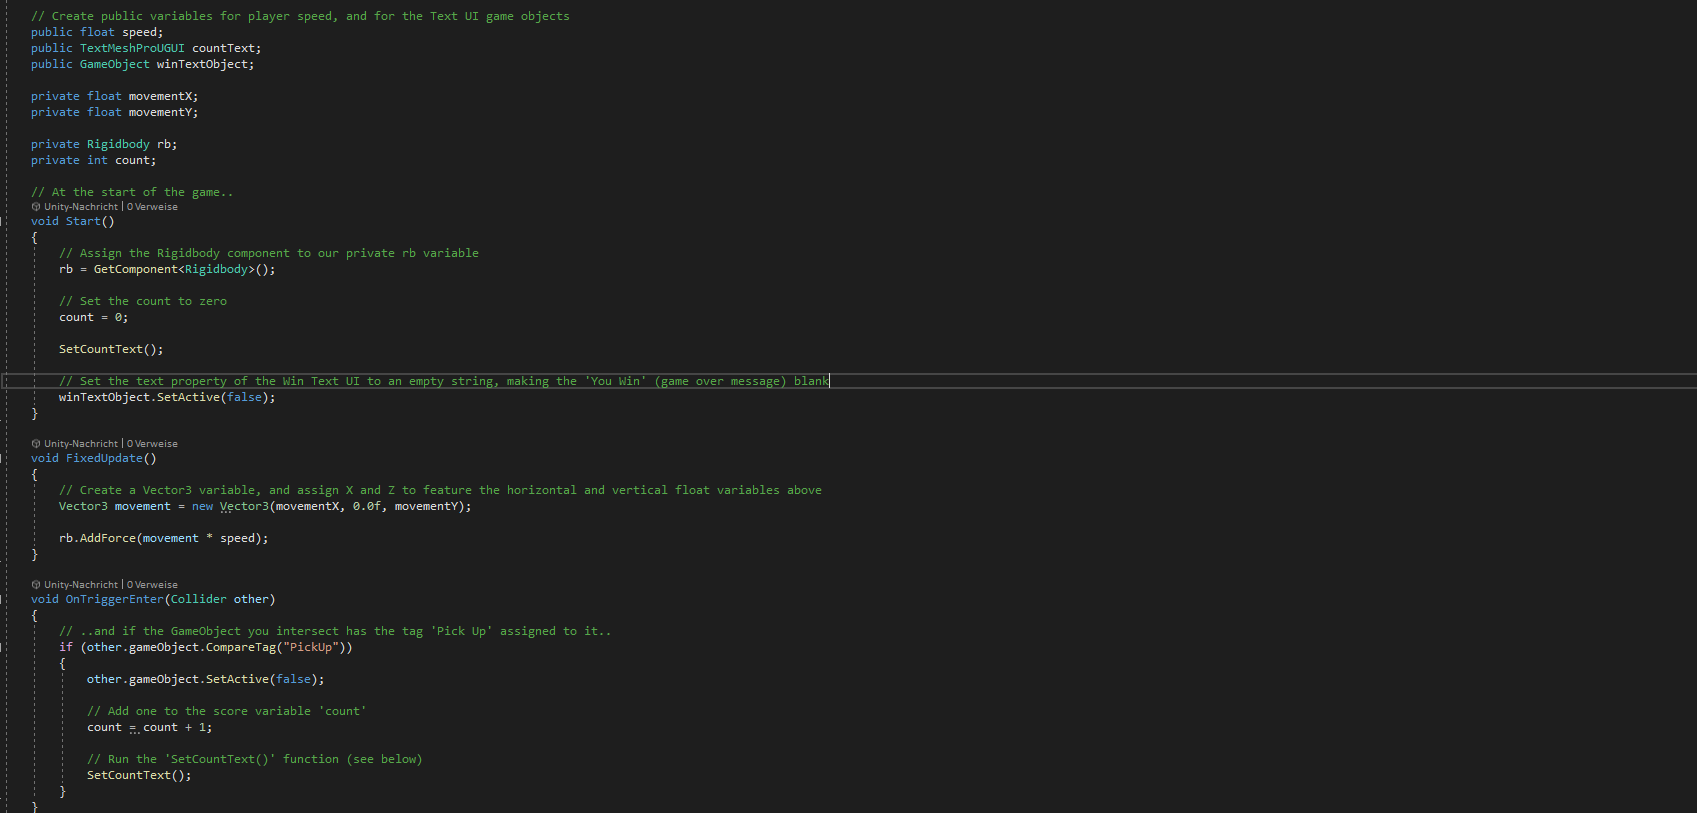 // Create public variables for player speed, and for the Text UI game objects
public float speed;
public TextMeshProUGUI countText;
public GameObject winTextObject;
private float movementX;
private float movementY;
private Rigidbody rb;
private int count;
// At the start of the game..
Unity-Nachricht | 0 Verweise
void Start()
{
// Assign the Rigidbody component to our private rb variable
rb = GetComponent<Rigidbody>();
// Set the count to zero
count = 0;
SetCountText();
// Set the text property of the Win Text UI to an empty string, making the 'You Win' (game over message) blank
winTextObject.SetActive(false);
}
Unity-Nachricht | 0 Verweise
void FixedUpdate()
{
// Create a Vector3 variable, and assign X and Z to feature the horizontal and vertical float variables above
Vector3 movement = new Vector3(movementX, 0.0f, movementY);
rb.AddForce(movement * speed);
}
Unity-Nachricht | 0 Verweise
void OnTriggerEnter(Collider other)
{
// ..and if the GameObject you intersect has the tag 'Pick Up' assigned to it..
if (other.gameObject.CompareTag("PickUp"))
{
other.gameObject.SetActive(false);
// Add one to the score variable 'count'
count = count + 1;
// Run the 'SetCountText()' function (see below)
SetCountText();
}
}